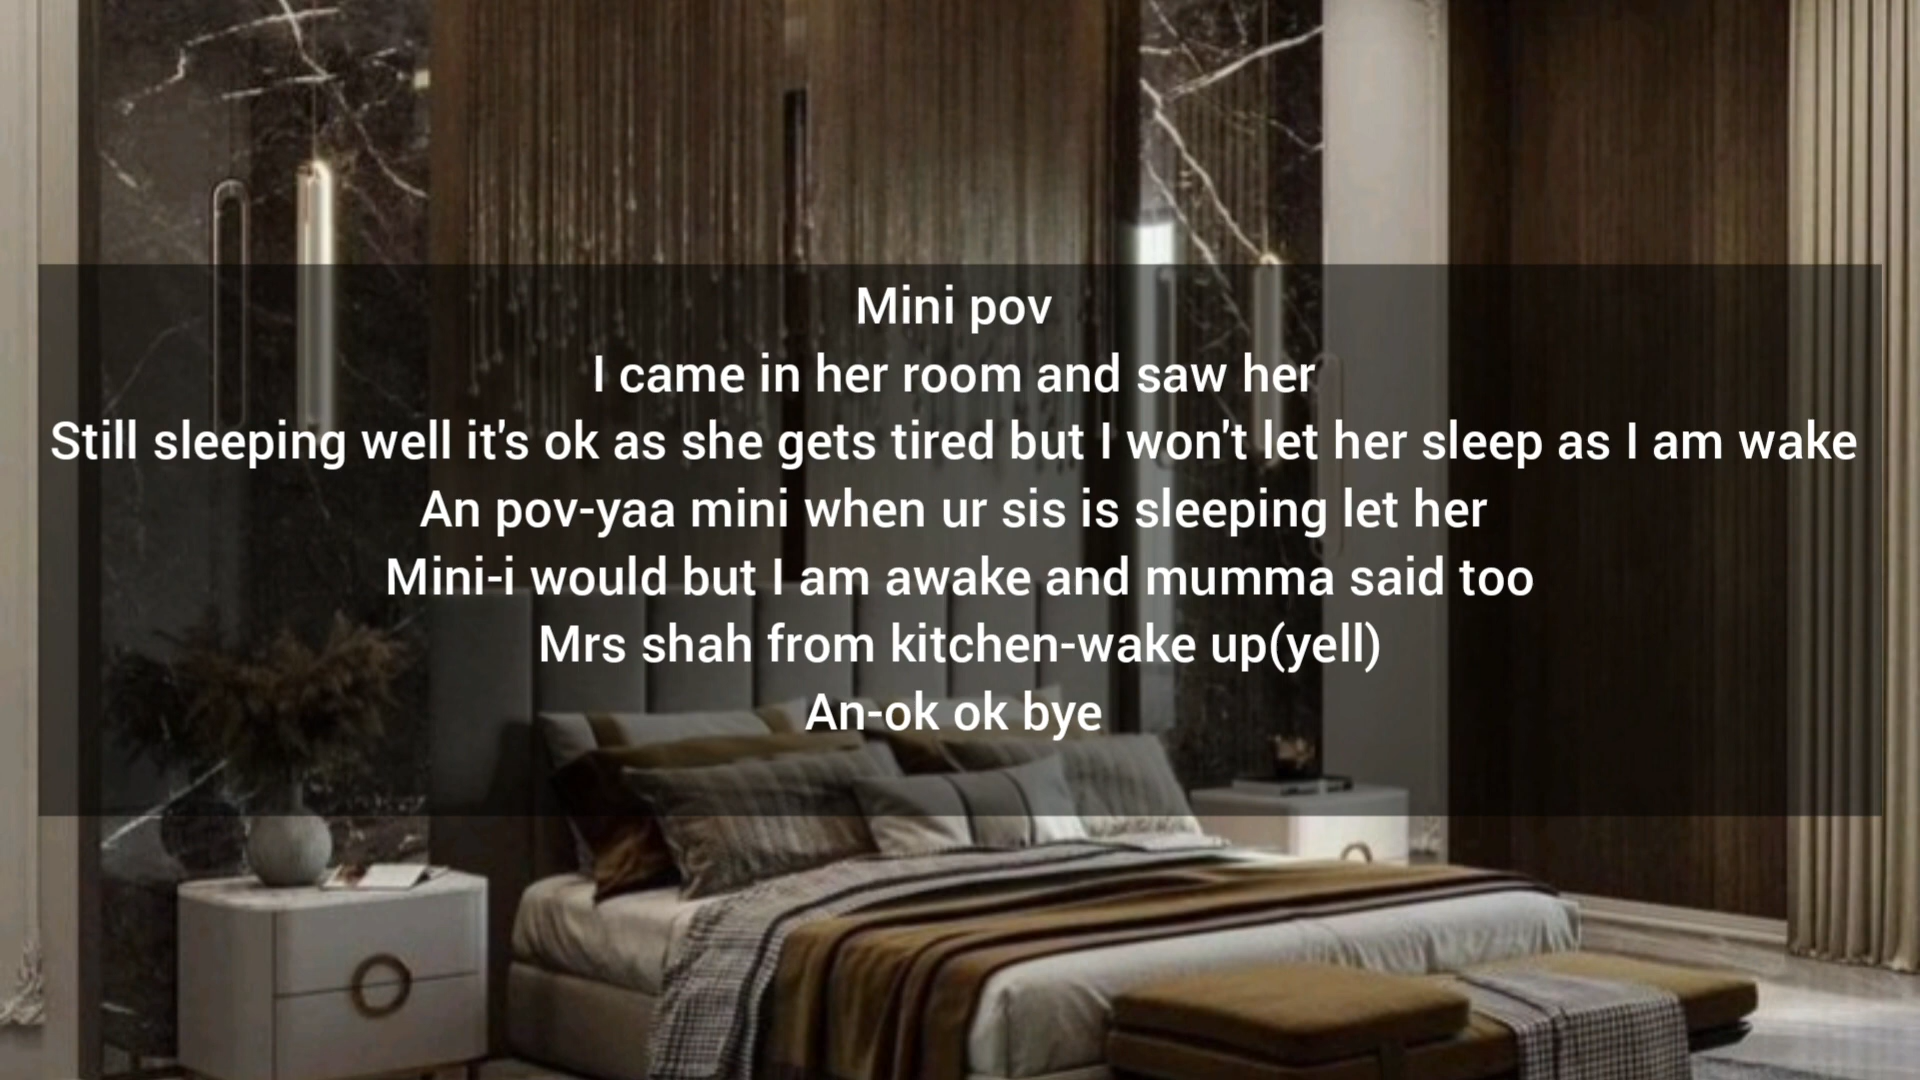 Mini pov
I came in her room and saw her
Still sleeping well it's ok as she gets tired but I won't let her sleep as I am wake
An pov-yaa mini when ur sis is sleeping let her
Mini-i would but I am awake and mumma said too
Mrs shah from kitchen-wake up(yell)
An-ok ok bye